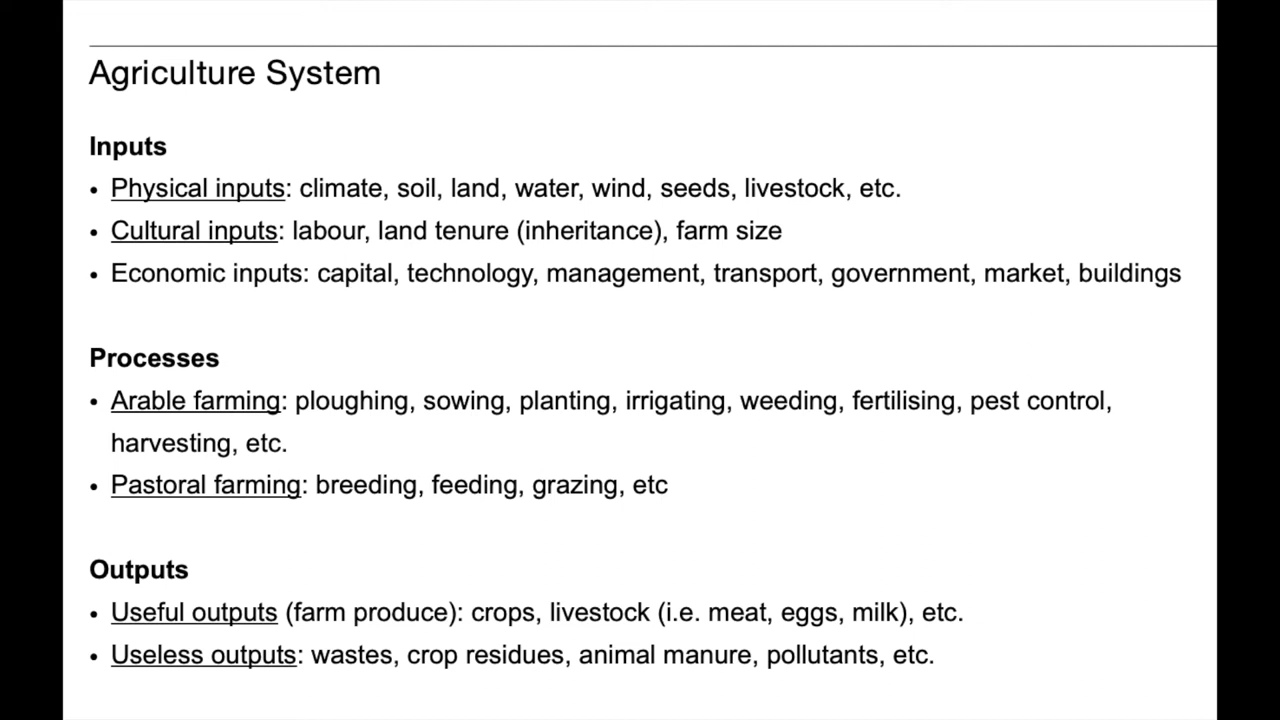 Agriculture System
Inputs
• Physical inputs: climate, soil, land, water, wind, seeds, livestock, etc.
• Cultural inputs: labour, land tenure (inheritance), farm size
• Economic inputs: capital, technology, management, transport, government, market, buildings
Processes
• Arable farming: ploughing, sowing, planting, irrigating, weeding, fertilising, pest control,
harvesting, etc.
• Pastoral farming: breeding, feeding, grazing, etc
Outputs
• Useful outputs (farm produce): crops, livestock (i.e. meat, eggs, milk), etc.
• Useless outputs: wastes, crop residues, animal manure, pollutants, etc.